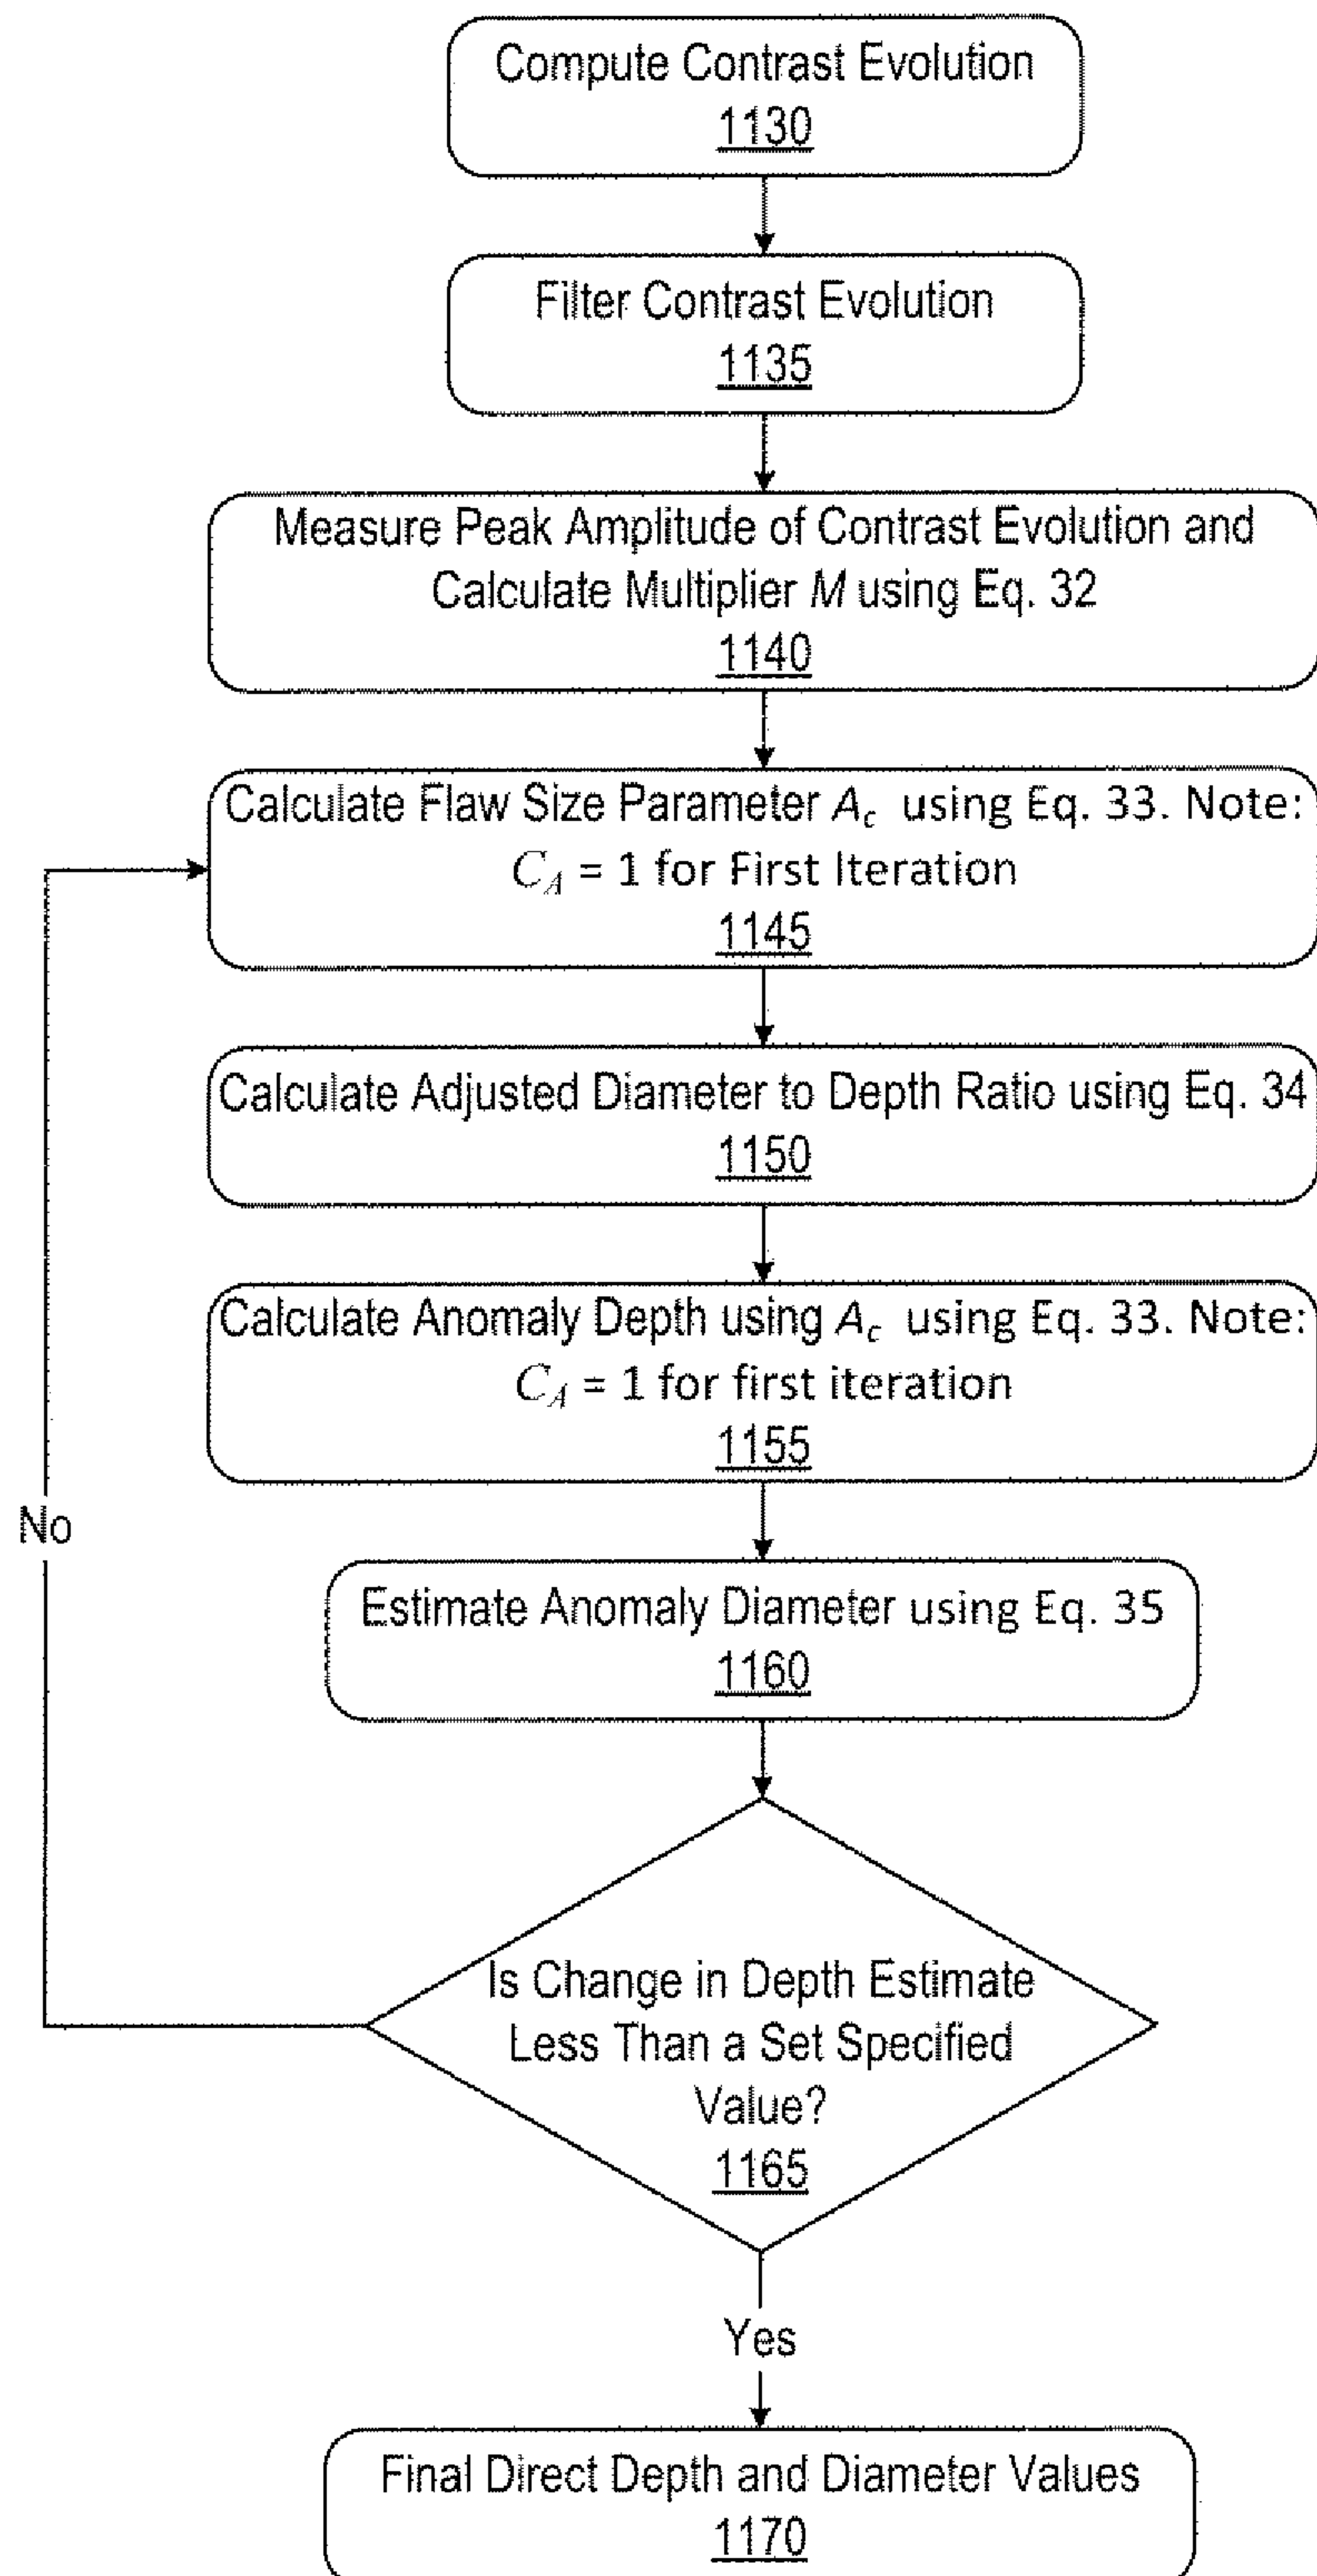 Compute Contrast Evolution
1130
Filter Contrast Evolution
1135
Measure Peak Amplitude of Contrast Evolution and
Calculate Multiplier M using Eq. 32
1140
Calculate Flaw Size Parameter A_c using Eq. 33. Note:
C_A = 1 for First Iteration
1145
Calculate Adjusted Diameter to Depth Ratio using Eq. 34
1150
Calculate Anomaly Depth using A_c using Eq. 33. Note:
C_A = 1 for first iteration
1155
No
Estimate Anomaly Diameter using Eq. 35
1160
Is Change in Depth Estimate
Less Than a Set Specified
Value?
1165
Yes
Final Direct Depth and Diameter Values
1170